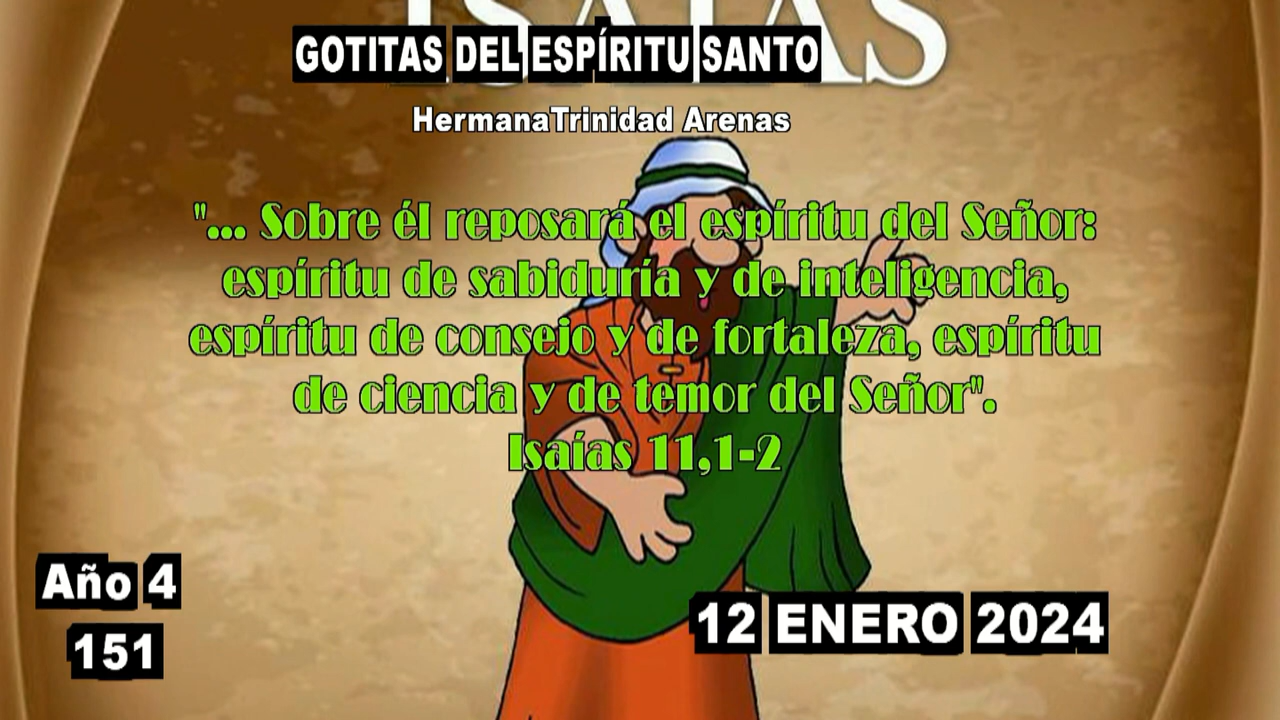 ISAIAS
GOTITAS DEL ESPÍRITU SANTO
HermanaTrinidad Arenas
"... Sobre él reposará el espíritu del Señor:
espíritu de sabiduría y de inteligencia,
espíritu de consejo y de fortaleza, espíritu
de ciencia y de temor del Señor".
Isaías 11,1-2
Año 4
151
12 ENERO 2024